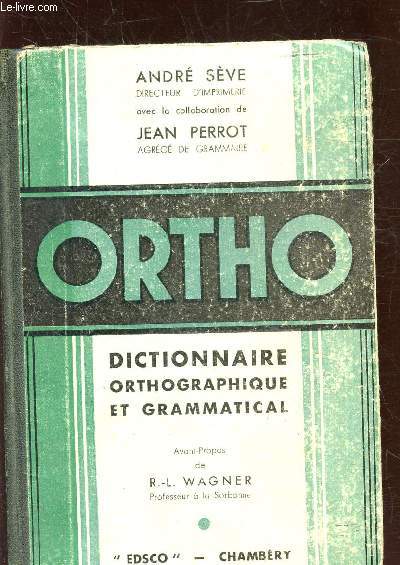 Le-livre.com
ANDRÉ SÈVE
DIRECTEUR D'IMPRIMERIE
avec la collaboration de
JEAN PERROT
AGRÉGÉ DE GRAMMAIRE
ORTHO
DICTIONNAIRE
ORTHOGRAPHIQUE
ET GRAMMATICAL
Avant-Propos
de
R.-L. WAGNER
Professeur à la Sorbonne
" EDSCO " — CHAMBÉRY